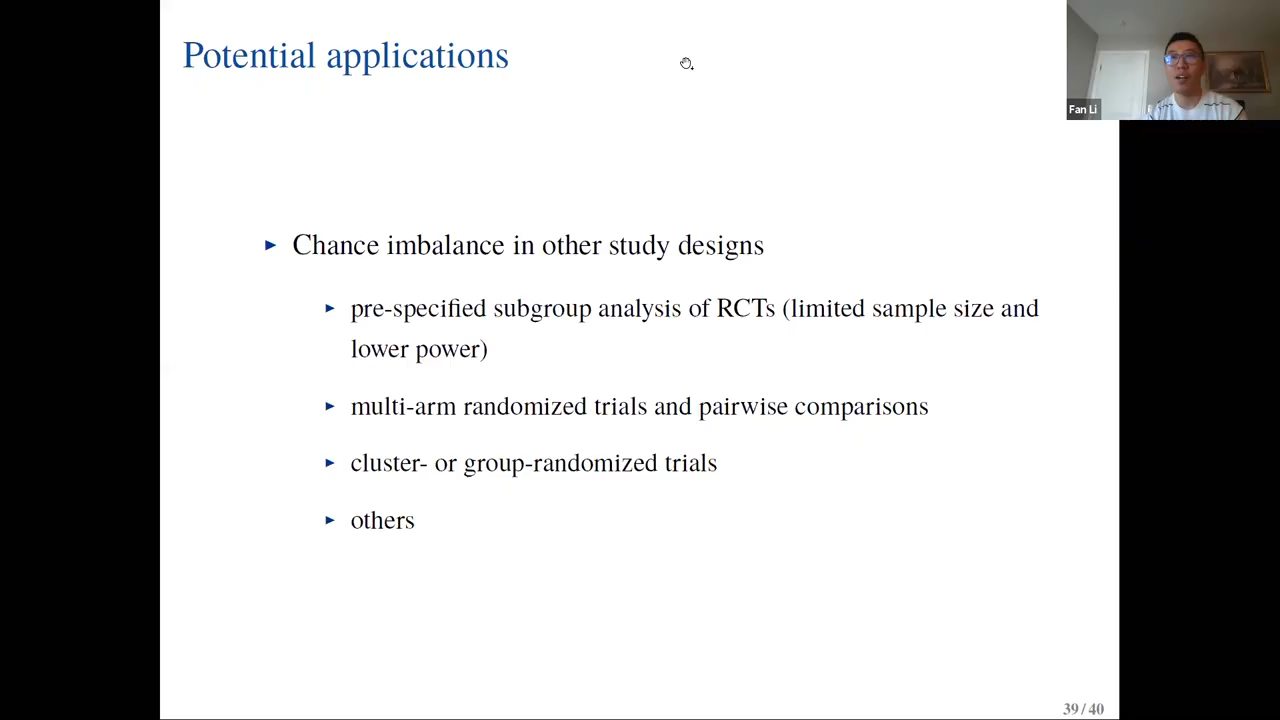 Potential applications
Fan Li
► Chance imbalance in other study designs
► pre-specified subgroup analysis of RCTs (limited sample size and
lower power)
► multi-arm randomized trials and pairwise comparisons
► cluster- or group-randomized trials
► others
39 / 40